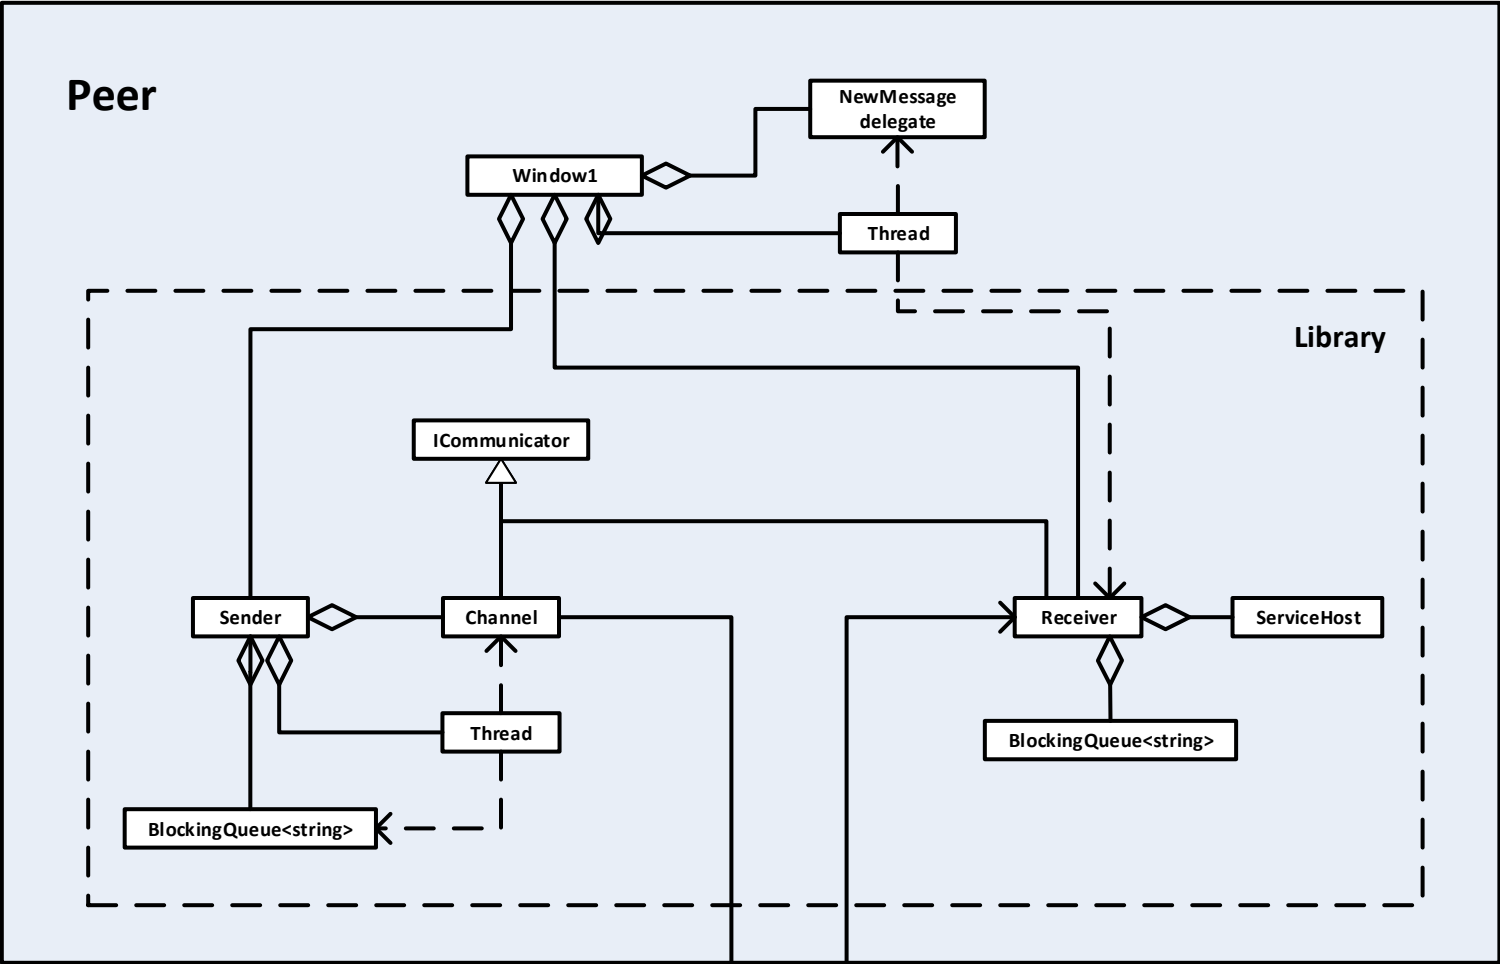 Peer
NewMessage
delegate
Window1
Thread
Library
ICommunicator
Sender
Channel
Receiver
ServiceHost
Thread
BlockingQueue<string>
BlockingQueue<string>